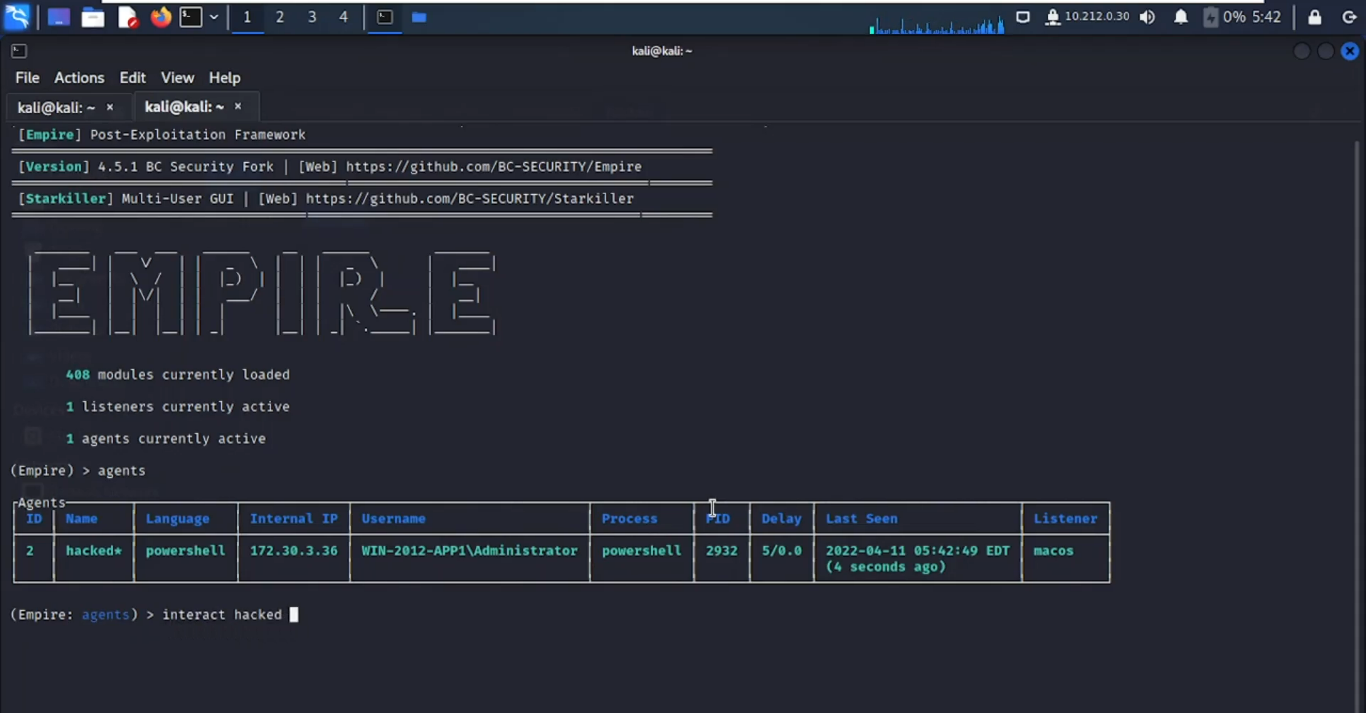 1 2 3 4 10.212.0.30 0% 5:42
kali@kali: ~
File Actions Edit View Help
kali@kali: ~ × kali@kali: ~ ×
[Empire] Post-Exploitation Framework
[Version] 4.5.1 BC Security Fork | [Web] https://github.com/BC-SECURITY/Empire
[Starkiller] Multi-User GUI | [Web] https://github.com/BC-SECURITY/Starkiller
EMPIRE
408 modules currently loaded
1 listeners currently active
1 agents currently active
(Empire) > agents
Agents
ID Name Language Internal IP Username Process PID Delay Last Seen Listener
2 hacked* powershell 172.30.3.36 WIN-2012-APP1\Administrator powershell 2932 5/0.0 2022-04-11 05:42:49 EDT macos
(4 seconds ago)
(Empire: agents) > interact hacked